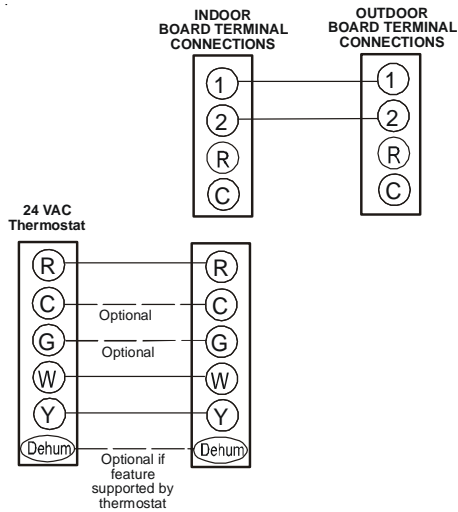 INDOOR
BOARD TERMINAL
CONNECTIONS
OUTDOOR
BOARD TERMINAL
CONNECTIONS
1 1
2 2
R R
C C
24 VAC
Thermostat
R R
C Optional C
G Optional G
W W
Y Y
Dehum Dehum
Optional if
feature
supported by
thermostat